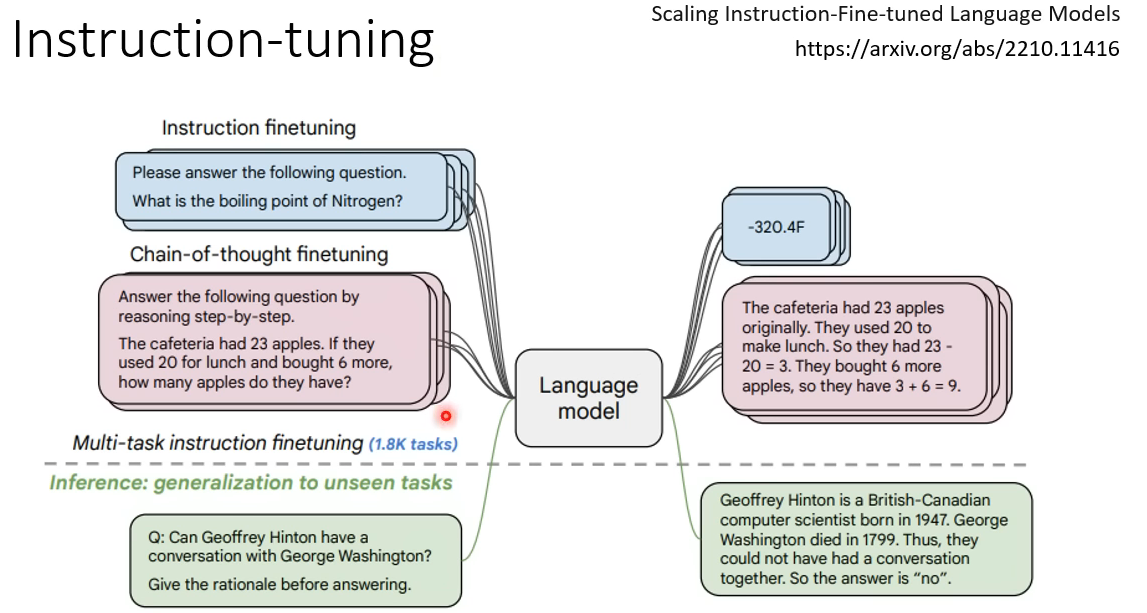 Instruction-tuning
Scaling Instruction-Fine-tuned Language Models
https://arxiv.org/abs/2210.11416
Instruction finetuning
Please answer the following question.
What is the boiling point of Nitrogen?
-320.4F
Chain-of-thought finetuning
Answer the following question by
reasoning step-by-step.
The cafeteria had 23 apples. If they
used 20 for lunch and bought 6 more,
how many apples do they have?
Language
model
The cafeteria had 23 apples
originally. They used 20 to
make lunch. So they had 23 -
20 = 3. They bought 6 more
apples, so they have 3 + 6 = 9.
Multi-task instruction finetuning (1.8K tasks)
Inference: generalization to unseen tasks
Q: Can Geoffrey Hinton have a
conversation with George Washington?
Give the rationale before answering.
Geoffrey Hinton is a British-Canadian
computer scientist born in 1947. George
Washington died in 1799. Thus, they
could not have had a conversation
together. So the answer is “no”.